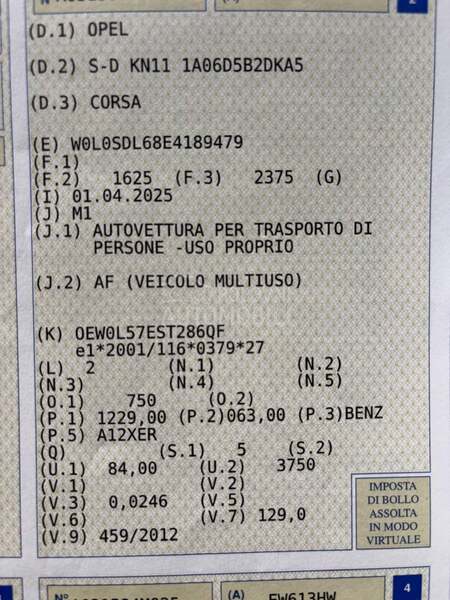 (D.1) OPEL
(D.2) S-D KN11 1A06D5B2DKA5
(D.3) CORSA
(E) W0L0SDL68E4189479
(F.1)
(F.2) 1625 (F.3) 2375 (G)
(I) 01.04.2025
(J) M1
(J.1) AUTOVETTURA PER TRASPORTO DI
PERSONE -USO PROPRIO
(J.2) AF (VEICOLO MULTIUSO)
(K) OEW0L57EST286QF
e1*2001/116*0379*27
(L) 2 (N.1) (N.2)
(N.3) (N.4) (N.5)
(O.1) 750 (O.2)
(P.1) 1229,00 (P.2)063,00 (P.3)BENZ
(P.5) A12XER
(Q) (S.1) 5 (S.2)
(U.1) 84,00 (U.2) 3750
(V.1) (V.2)
(V.3) 0,0246 (V.5)
(V.6) (V.7) 129,0
(V.9) 459/2012
IMPOSTA
DI BOLLO
ASSOLTA
IN MODO
VIRTUALE
N° (A) 4